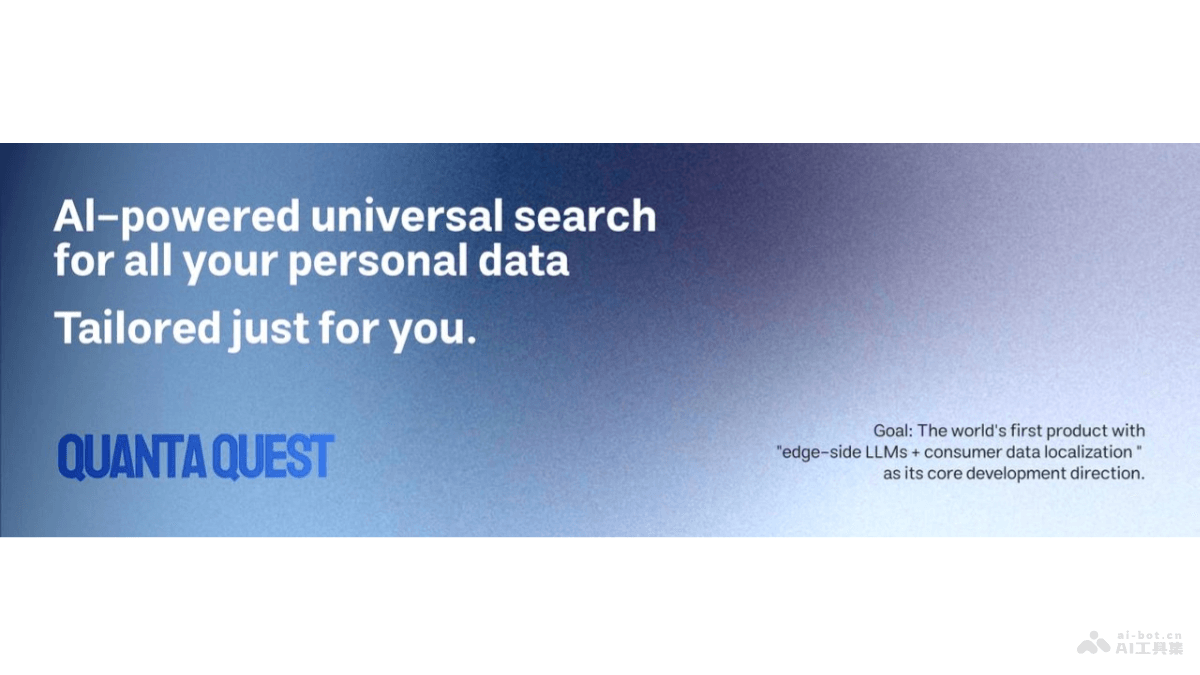 AI-powered universal search
for all your personal data
Tailored just for you.
QUANTA QUEST
Goal: The world's first product with
"edge-side LLMs + consumer data localization "
as its core development direction.
ai-bot.cn
AI工具集